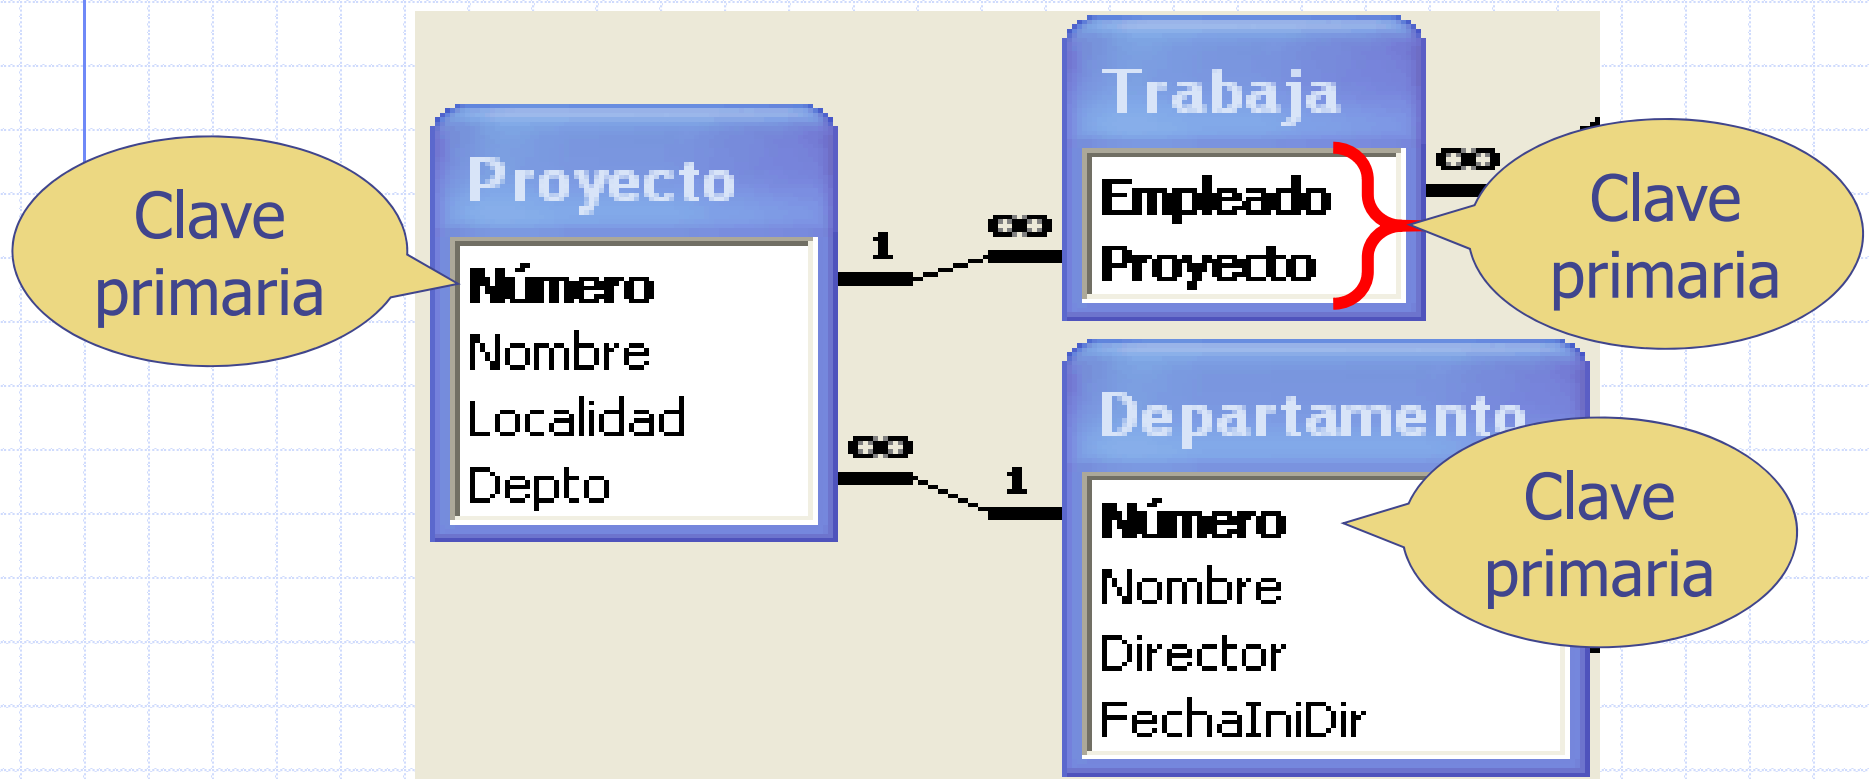 Clave
primaria
Proyecto
Número
Nombre
Localidad
Depto
1
∞
∞
1
Trabaja
Empleado
Proyecto
∞
Clave
primaria
Departamento
Número
Nombre
Director
FechaIniDir
Clave
primaria